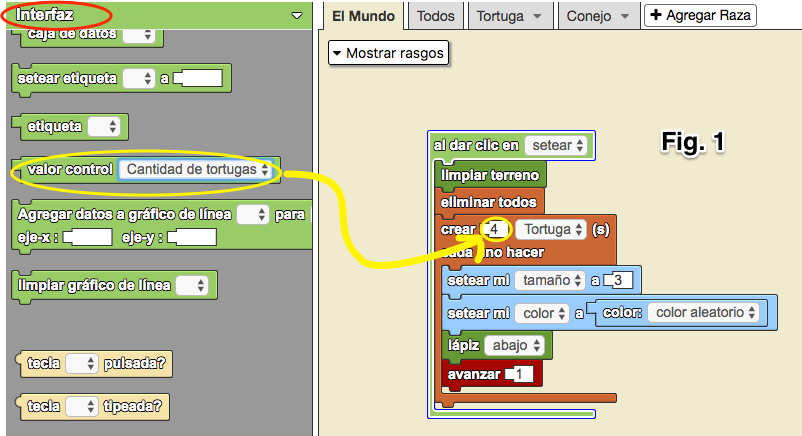 Interfaz
caja de datos
setear etiqueta a
etiqueta
valor control Cantidad de tortugas
Agregar datos a gráfico de línea para
eje-x : eje-y :
limpiar gráfico de línea
tecla pulsada?
tecla tipeada?
El Mundo Todos Tortuga Conejo + Agregar Raza
Mostrar rasgos
Fig. 1
al dar clic en setear
limpiar terreno
eliminar todos
crear 4 Tortuga (s)
cada uno hacer
setear mi tamaño a 3
setear mi color a color: color aleatorio
lápiz abajo
avanzar 1